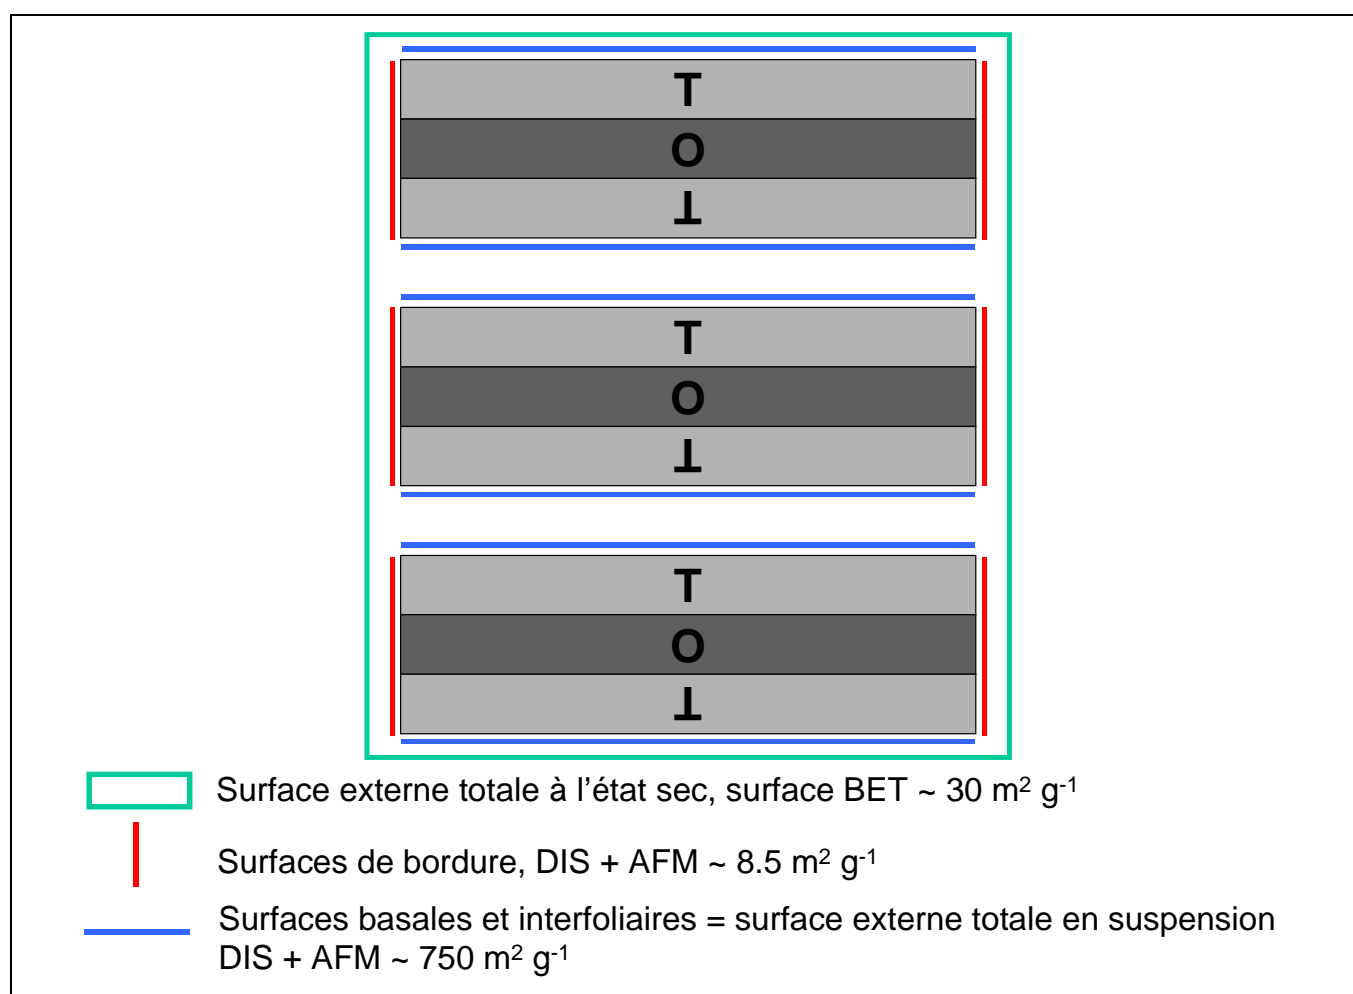 T
O
T
T
O
T
T
O
T
Surface externe totale à l'état sec, surface BET ~ 30 m² g⁻¹
Surfaces de bordure, DIS + AFM ~ 8.5 m² g⁻¹
Surfaces basales et interfoliaires = surface externe totale en suspension
DIS + AFM ~ 750 m² g⁻¹